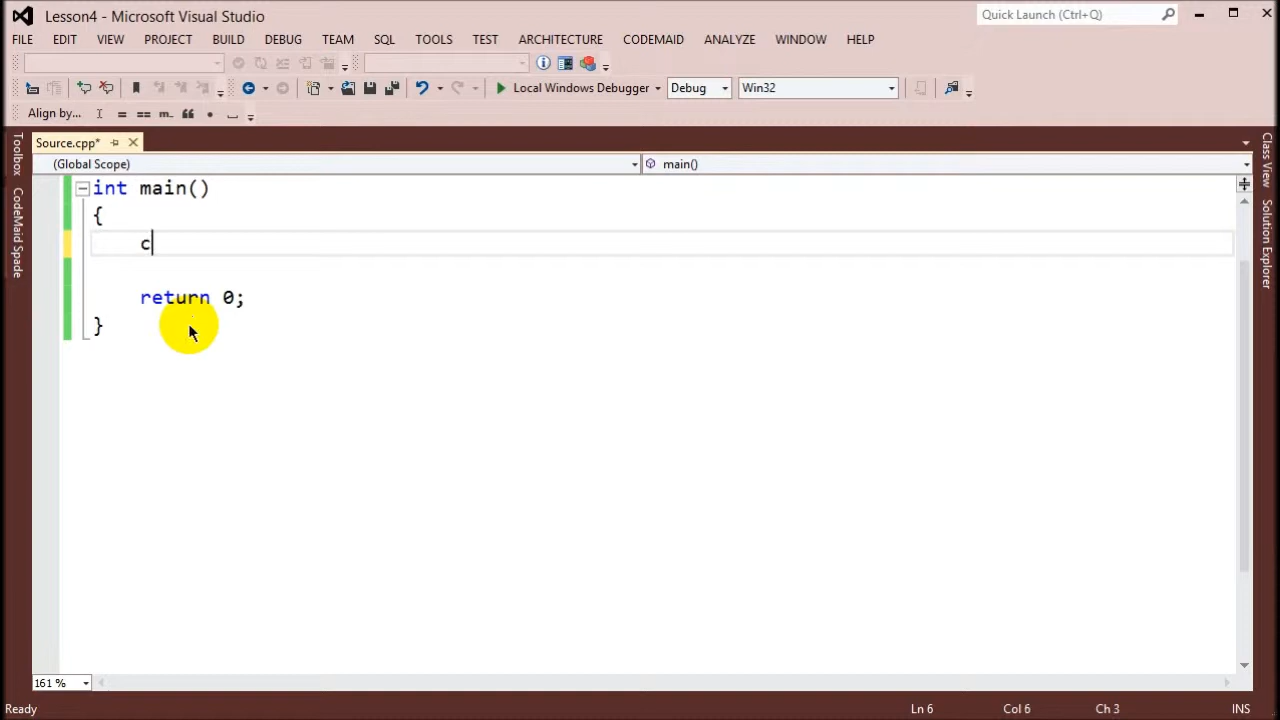 Lesson4 - Microsoft Visual Studio
Quick Launch (Ctrl+Q)
FILE EDIT VIEW PROJECT BUILD DEBUG TEAM SQL TOOLS TEST ARCHITECTURE CODEMAID ANALYZE WINDOW HELP
Local Windows Debugger Debug Win32
Align by... = == m= “” •
Source.cpp*
(Global Scope) main()
int main()
{
c
return 0;
}
Toolbox
CodeMaid Spade
Class View
Solution Explorer
161 %
Ready Ln 6 Col 6 Ch 3 INS